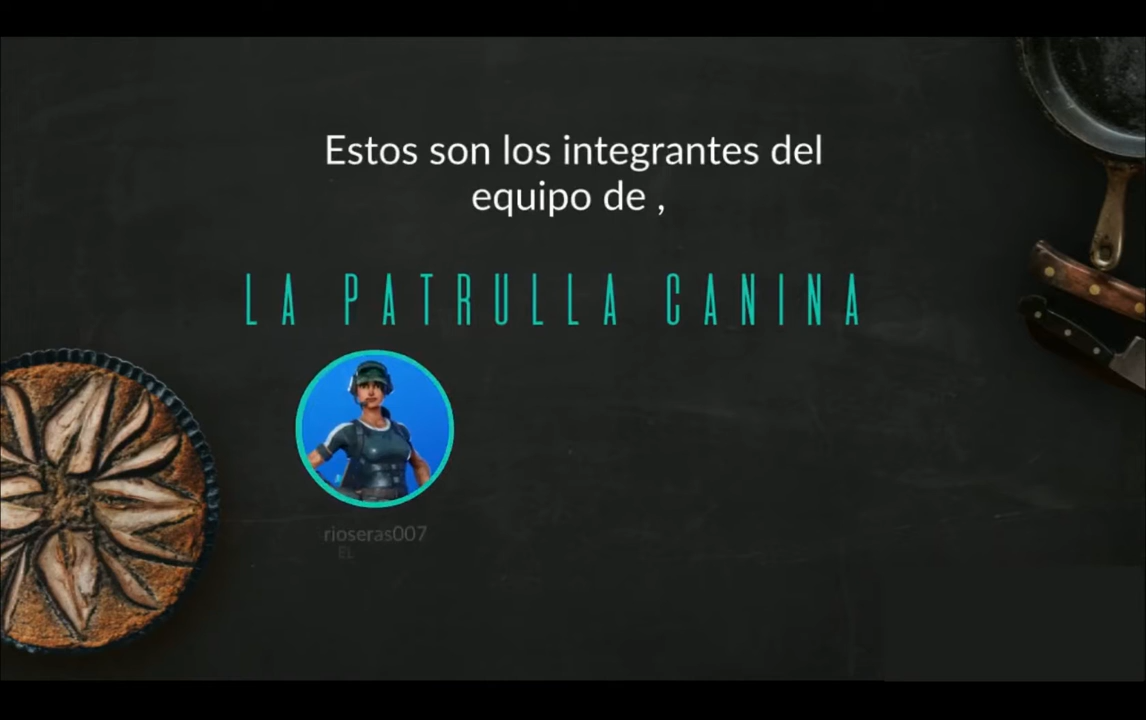 Estos son los integrantes del
equipo de ,
LA PATRULLA CANINA
rioseras007
EL